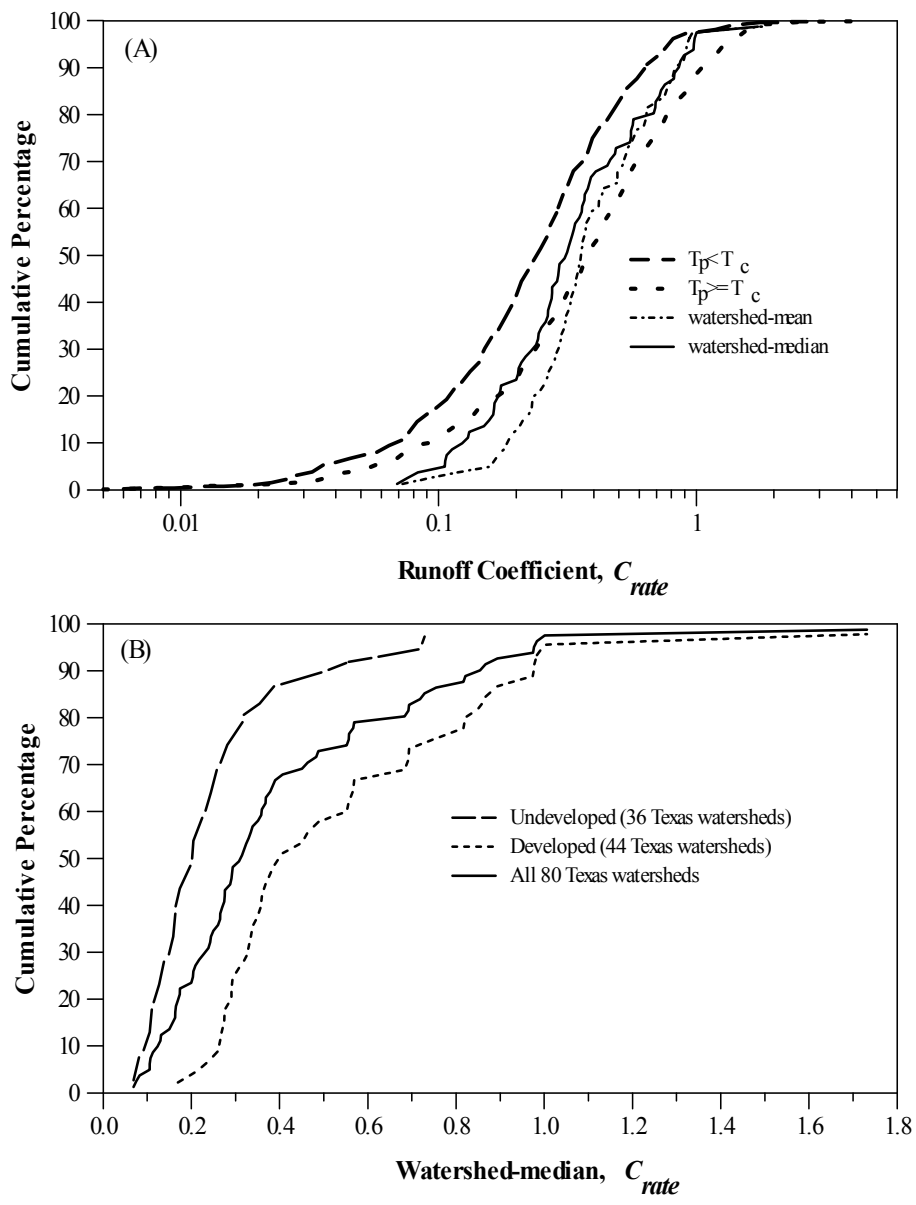 (A)
Cumulative Percentage
100
90
80
70
60
50
40
30
20
10
0
Tp<T c
Tp>=T c
watershed-mean
watershed-median
0.01
0.1
1
Runoff Coefficient, Crate
(B)
Cumulative Percentage
100
90
80
70
60
50
40
30
20
10
0
Undeveloped (36 Texas watersheds)
Developed (44 Texas watersheds)
All 80 Texas watersheds
0.0 0.2 0.4 0.6 0.8 1.0 1.2 1.4 1.6 1.8
Watershed-median, Crate